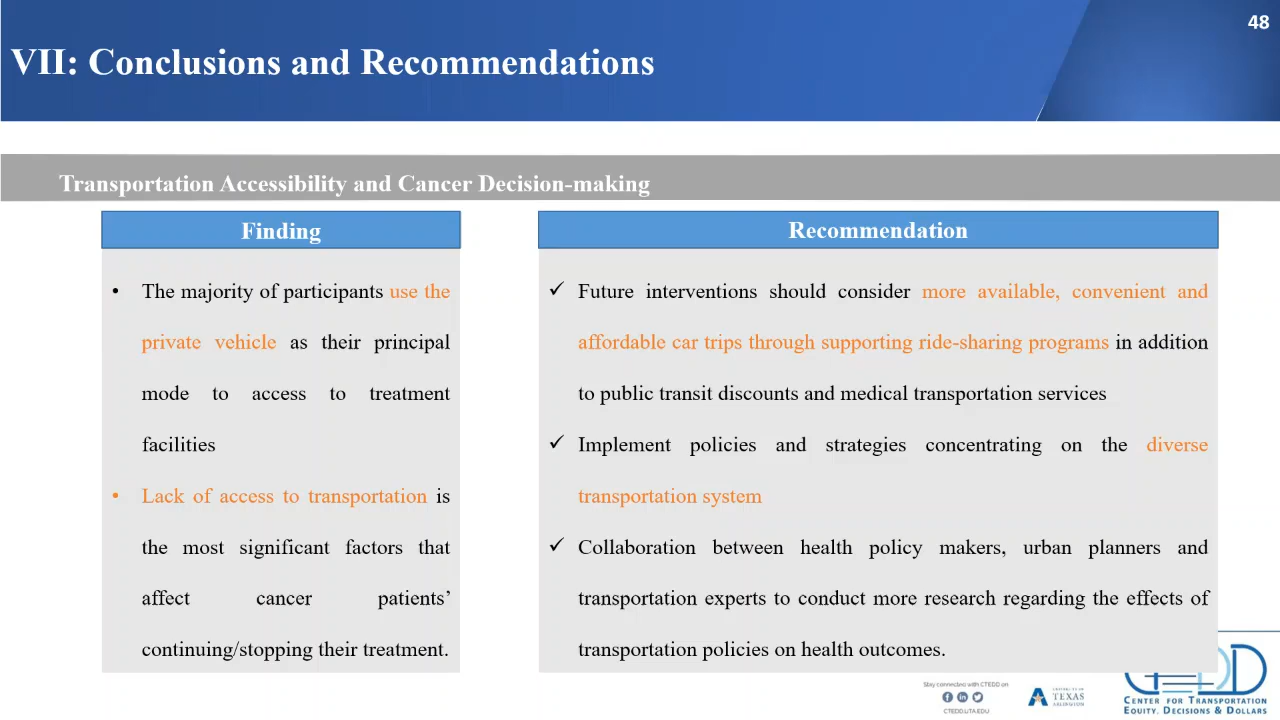 48
VII: Conclusions and Recommendations
Transportation Accessibility and Cancer Decision-making
Finding
• The majority of participants use the
private vehicle as their principal
mode to access to treatment
facilities
• Lack of access to transportation is
the most significant factors that
affect cancer patients’
continuing/stopping their treatment.
Recommendation
✓ Future interventions should consider more available, convenient and
affordable car trips through supporting ride-sharing programs in addition
to public transit discounts and medical transportation services
✓ Implement policies and strategies concentrating on the diverse
transportation system
✓ Collaboration between health policy makers, urban planners and
transportation experts to conduct more research regarding the effects of
transportation policies on health outcomes.
Stay connected with CTEDD on
CTEDD.UTA.EDU
UNIVERSITY OF
TEXAS
ARLINGTON
CTEDD
CENTER FOR TRANSPORTATION
EQUITY, DECISIONS & DOLLARS